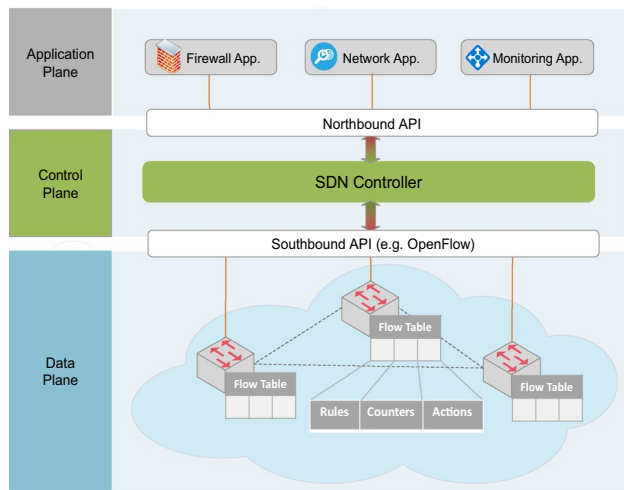 Application
Plane
Firewall App.
Network App.
Monitoring App.
Northbound API
Control
Plane
SDN Controller
Southbound API (e.g. OpenFlow)
Data
Plane
Flow Table
Flow Table
Flow Table
Rules
Counters
Actions